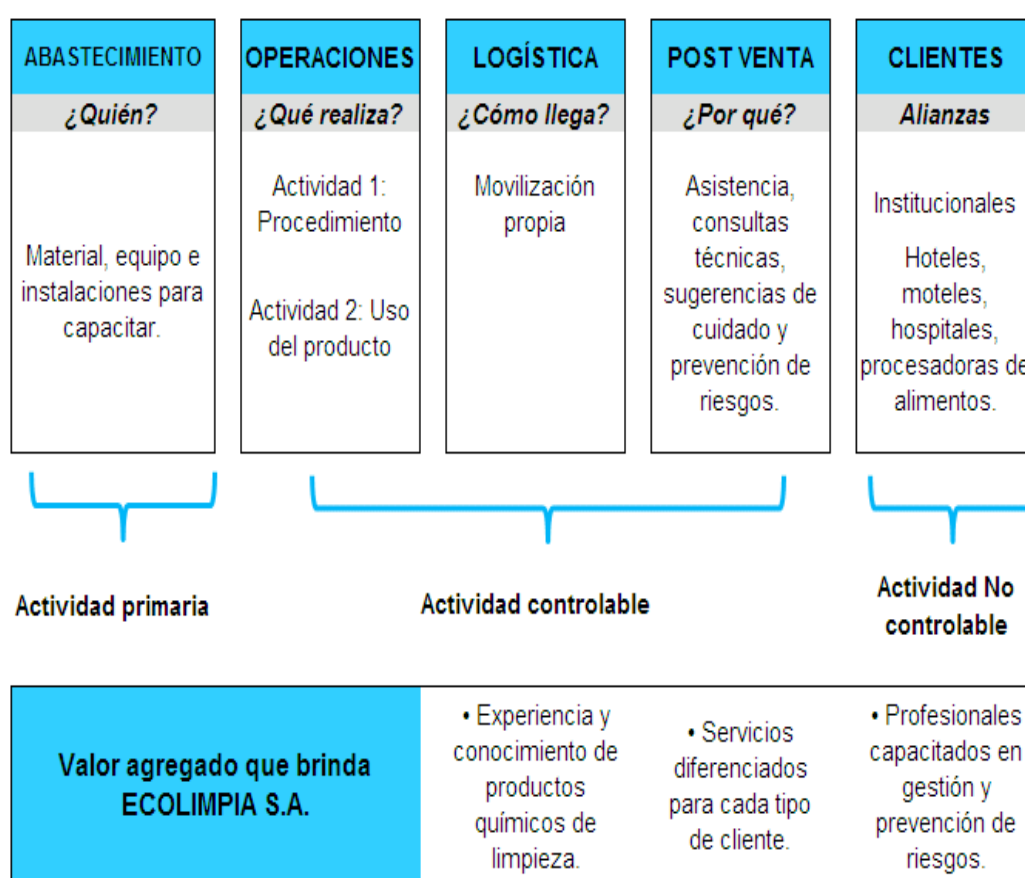 ABASTECIMIENTO
¿Quién?
Material, equipo e
instalaciones para
capacitar.
OPERACIONES
¿Qué realiza?
Actividad 1:
Procedimiento
Actividad 2: Uso
del producto
LOGÍSTICA
¿Cómo llega?
Movilización
propia
POST VENTA
¿Por qué?
Asistencia,
consultas
técnicas,
sugerencias de
cuidado y
prevención de
riesgos.
CLIENTES
Alianzas
Institucionales
Hoteles,
moteles,
hospitales,
procesadoras de
alimentos.
Actividad primaria
Actividad controlable
Actividad No
controlable
Valor agregado que brinda
ECOLIMPIA S.A.
• Experiencia y
conocimiento de
productos
químicos de
limpieza.
• Servicios
diferenciados
para cada tipo
de cliente.
• Profesionales
capacitados en
gestión y
prevención de
riesgos.